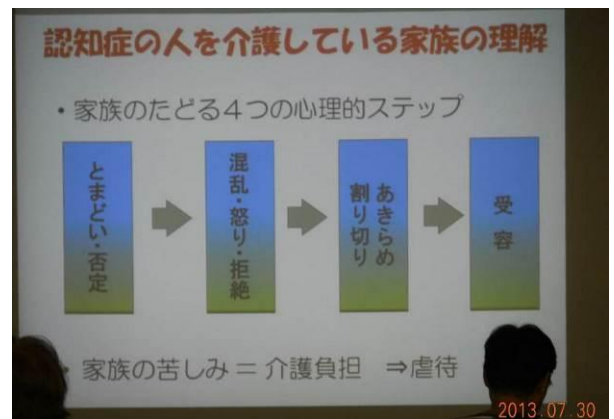 認知症の人を介護している家族の理解
・家族のたどる4つの心理的ステップ
とまどい・否定
混乱・怒り・拒絶
あきらめ
割り切り
受容
・家族の苦しみ = 介護負担 ⇒虐待
2013.07.30